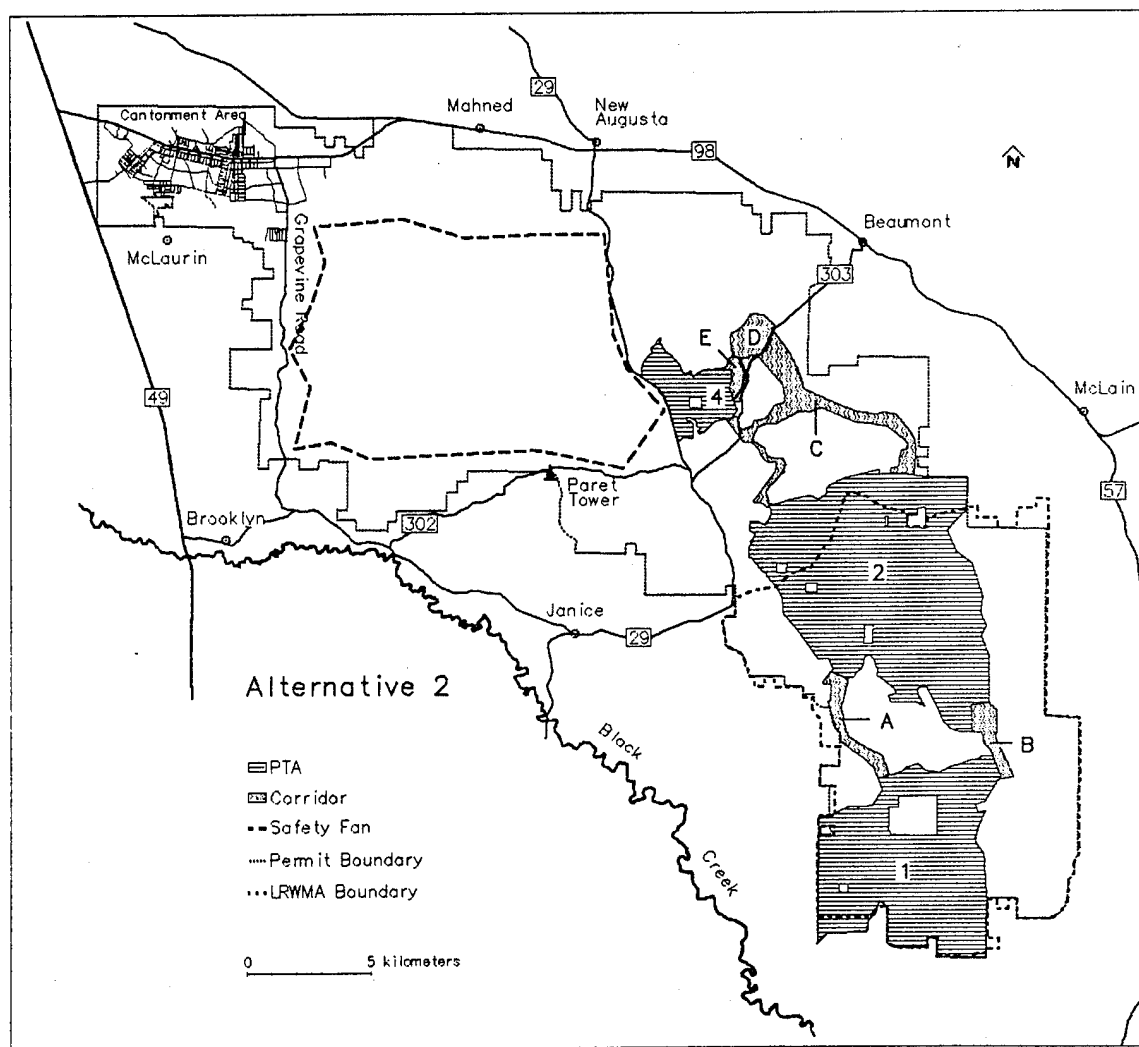 29
Mahned
New
Augusta
Cantonment Area
98
N
McLaurin
Grapevine Road
Beaumont
303
E
D
49
4
McLain
C
57
Paret
Tower
Brooklyn
302
2
Janice
29
Alternative 2
A
B
Black
Creek
PTA
Corridor
Safety Fan
Permit Boundary
LRWMA Boundary
0 5 kilometers
1